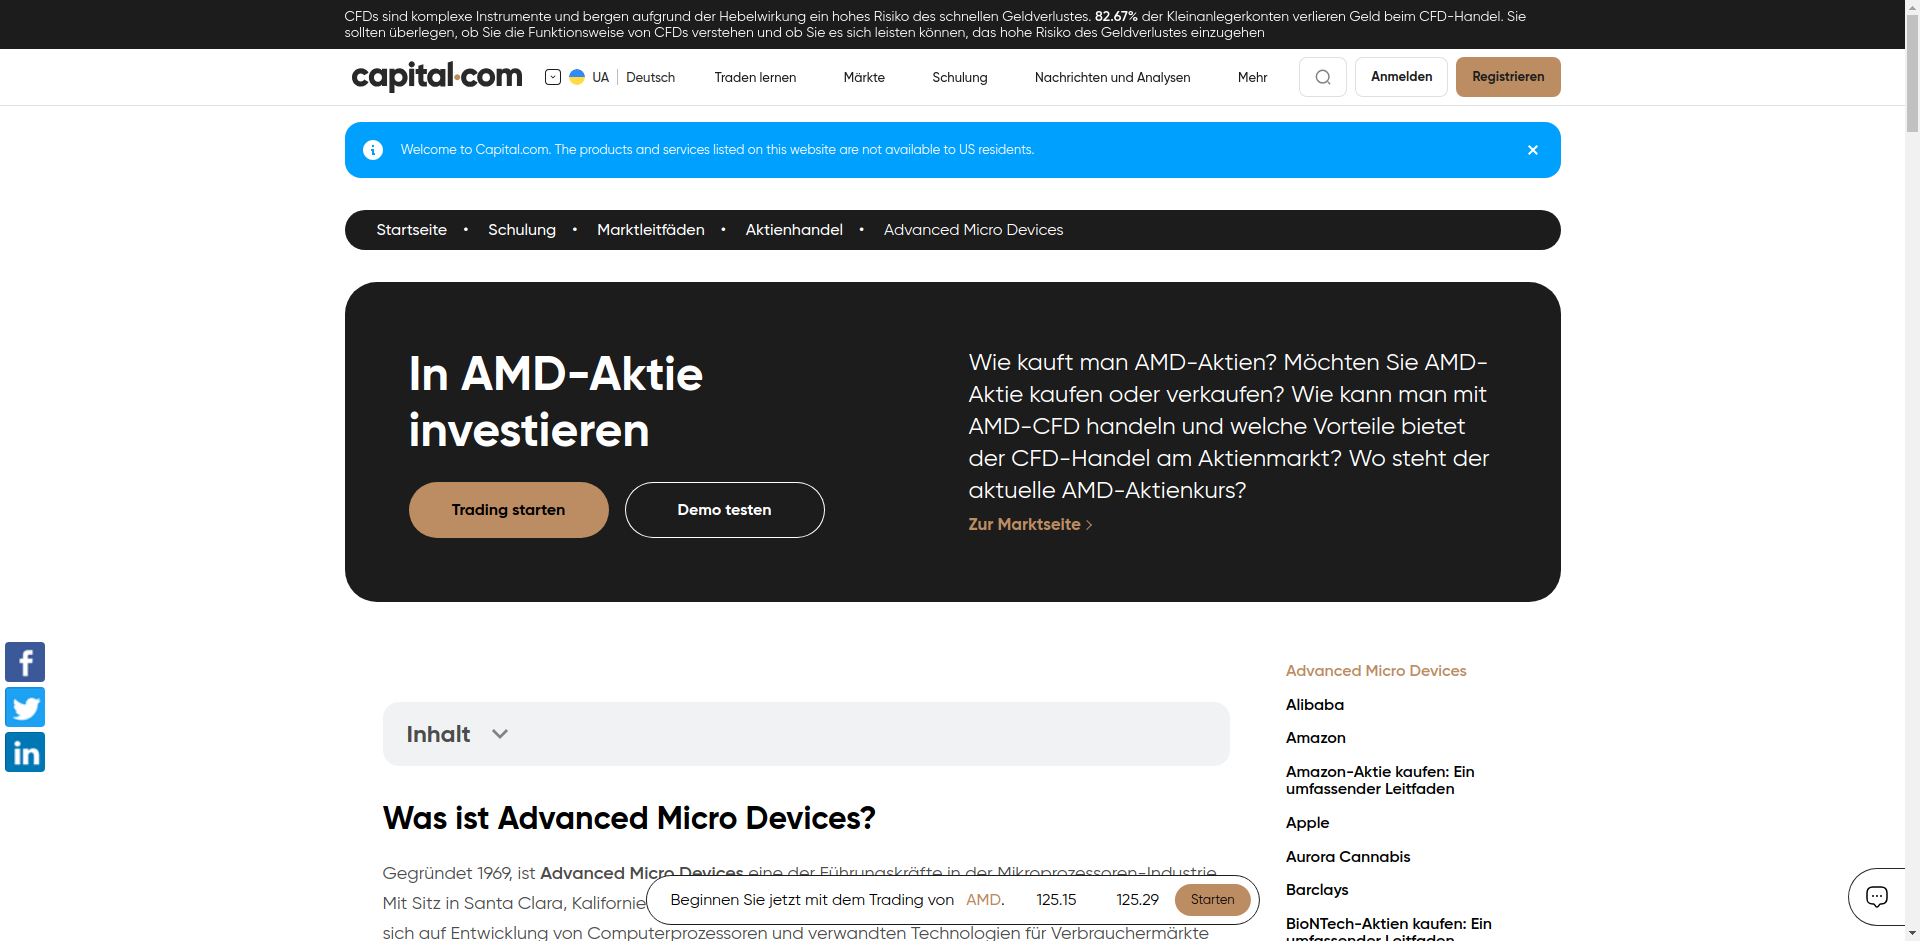 CFDs sind komplexe Instrumente und bergen aufgrund der Hebelwirkung ein hohes Risiko des schnellen Geldverlustes. 82.67% der Kleinanlegerkonten verlieren Geld beim CFD-Handel. Sie
sollten überlegen, ob Sie die Funktionsweise von CFDs verstehen und ob Sie es sich leisten können, das hohe Risiko des Geldverlustes einzugehen
capital.com UA Deutsch Traden lernen Märkte Schulung Nachrichten und Analysen Mehr Anmelden Registrieren
Welcome to Capital.com. The products and services listed on this website are not available to US residents.
Startseite • Schulung • Marktleitfäden • Aktienhandel • Advanced Micro Devices
In AMD-Aktie
investieren
Trading starten Demo testen
Wie kauft man AMD-Aktien? Möchten Sie AMD-
Aktie kaufen oder verkaufen? Wie kann man mit
AMD-CFD handeln und welche Vorteile bietet
der CFD-Handel am Aktienmarkt? Wo steht der
aktuelle AMD-Aktienkurs?
Zur Marktseite
Inhalt
Was ist Advanced Micro Devices?
Gegründet 1969, ist Advanced Micro Devices eine der Führungskräfte in der Mikroprozessoren-Industrie
Mit Sitz in Santa Clara, Kalifornie
sich auf Entwicklung von Computerprozessoren und verwandten Technologien für Verbrauchermärkte
Advanced Micro Devices
Alibaba
Amazon
Amazon-Aktie kaufen: Ein
umfassender Leitfaden
Apple
Aurora Cannabis
Barclays
BioNTech-Aktien kaufen: Ein
umfassender Leitfaden
Beginnen Sie jetzt mit dem Trading von AMD. 125.15 125.29 Starten